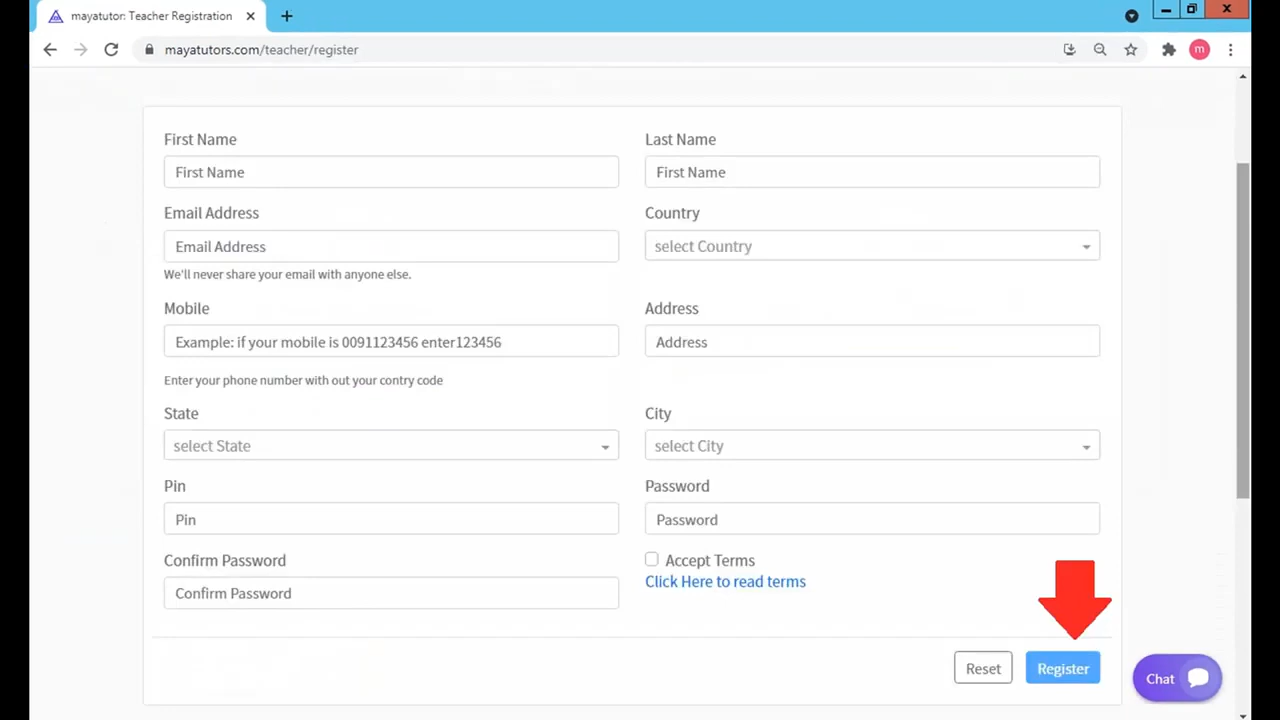 mayatutor: Teacher Registration
mayatutors.com/teacher/register
m
First Name
Last Name
First Name
First Name
Email Address
Country
Email Address
select Country
We'll never share your email with anyone else.
Mobile
Address
Example: if your mobile is 0091123456 enter123456
Address
Enter your phone number with out your contry code
State
City
select State
select City
Pin
Password
Pin
Password
Confirm Password
Accept Terms
Click Here to read terms
Confirm Password
Reset
Register
Chat